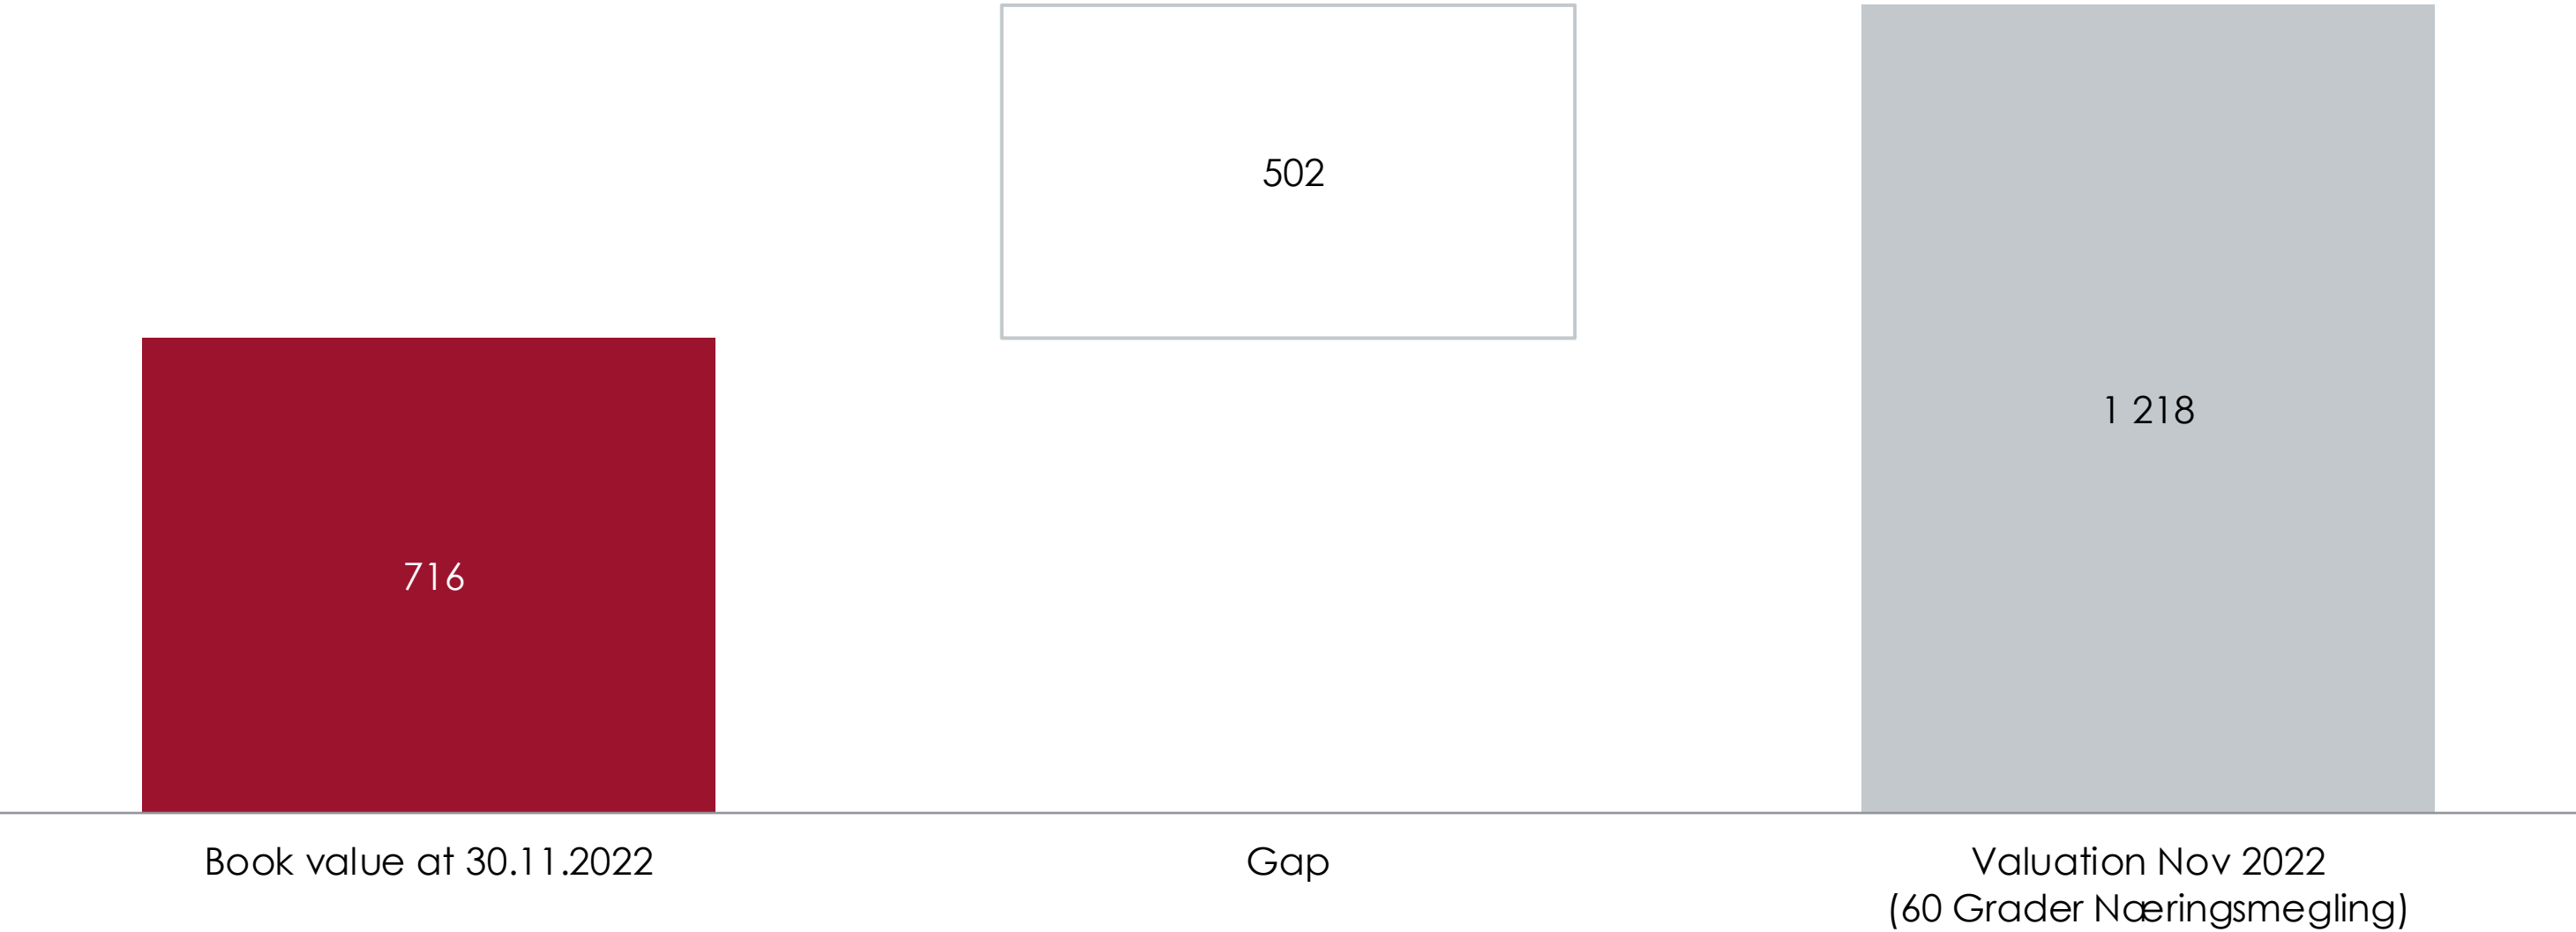 502
1 218
716
Book value at 30.11.2022
Gap
Valuation Nov 2022
(60 Grader Næringsmegling)